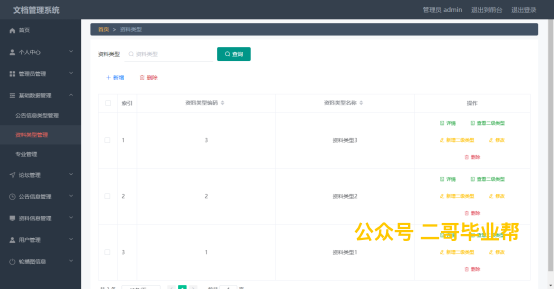 文档管理系统
管理员 admin 退出到前台 退出登录
首页
个人中心
管理员管理
基础数据管理
公告信息类型管理
资料类型管理
专业管理
论坛管理
公告信息管理
资料信息管理
用户管理
轮播图信息
首页 > 资料类型
资料类型 资料类型 查询
+ 新增 删除
索引 资料类型编码 资料类型名称 操作
1 3 资料类型3
详情 查看二级类型
新增二级类型 修改
删除
2 2 资料类型2
详情 查看二级类型
新增二级类型 修改
删除
公众号 二哥毕业帮
3 1 资料类型1
新增二级类型 修改
删除